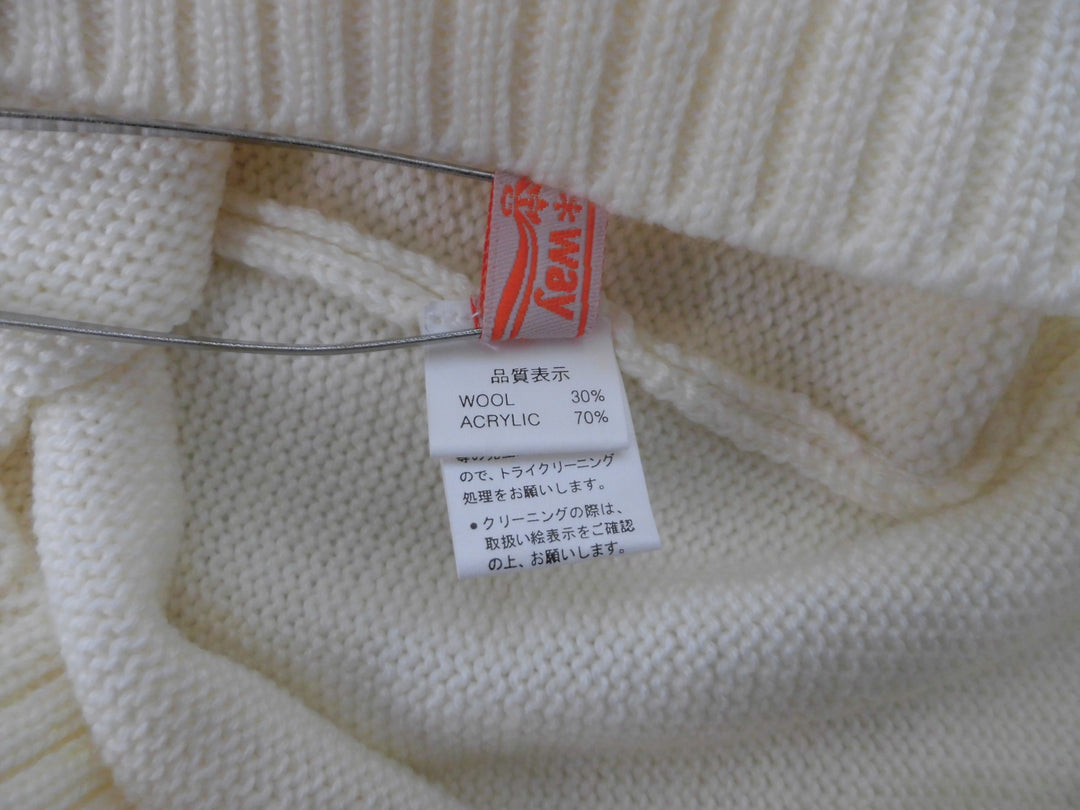 *way
品質表示
WOOL 30%
ACRYLIC 70%
ので、トライクリーニング
処理をお願いします。
●クリーニングの際は、
取扱い絵表示をご確認
の上、お願いします。